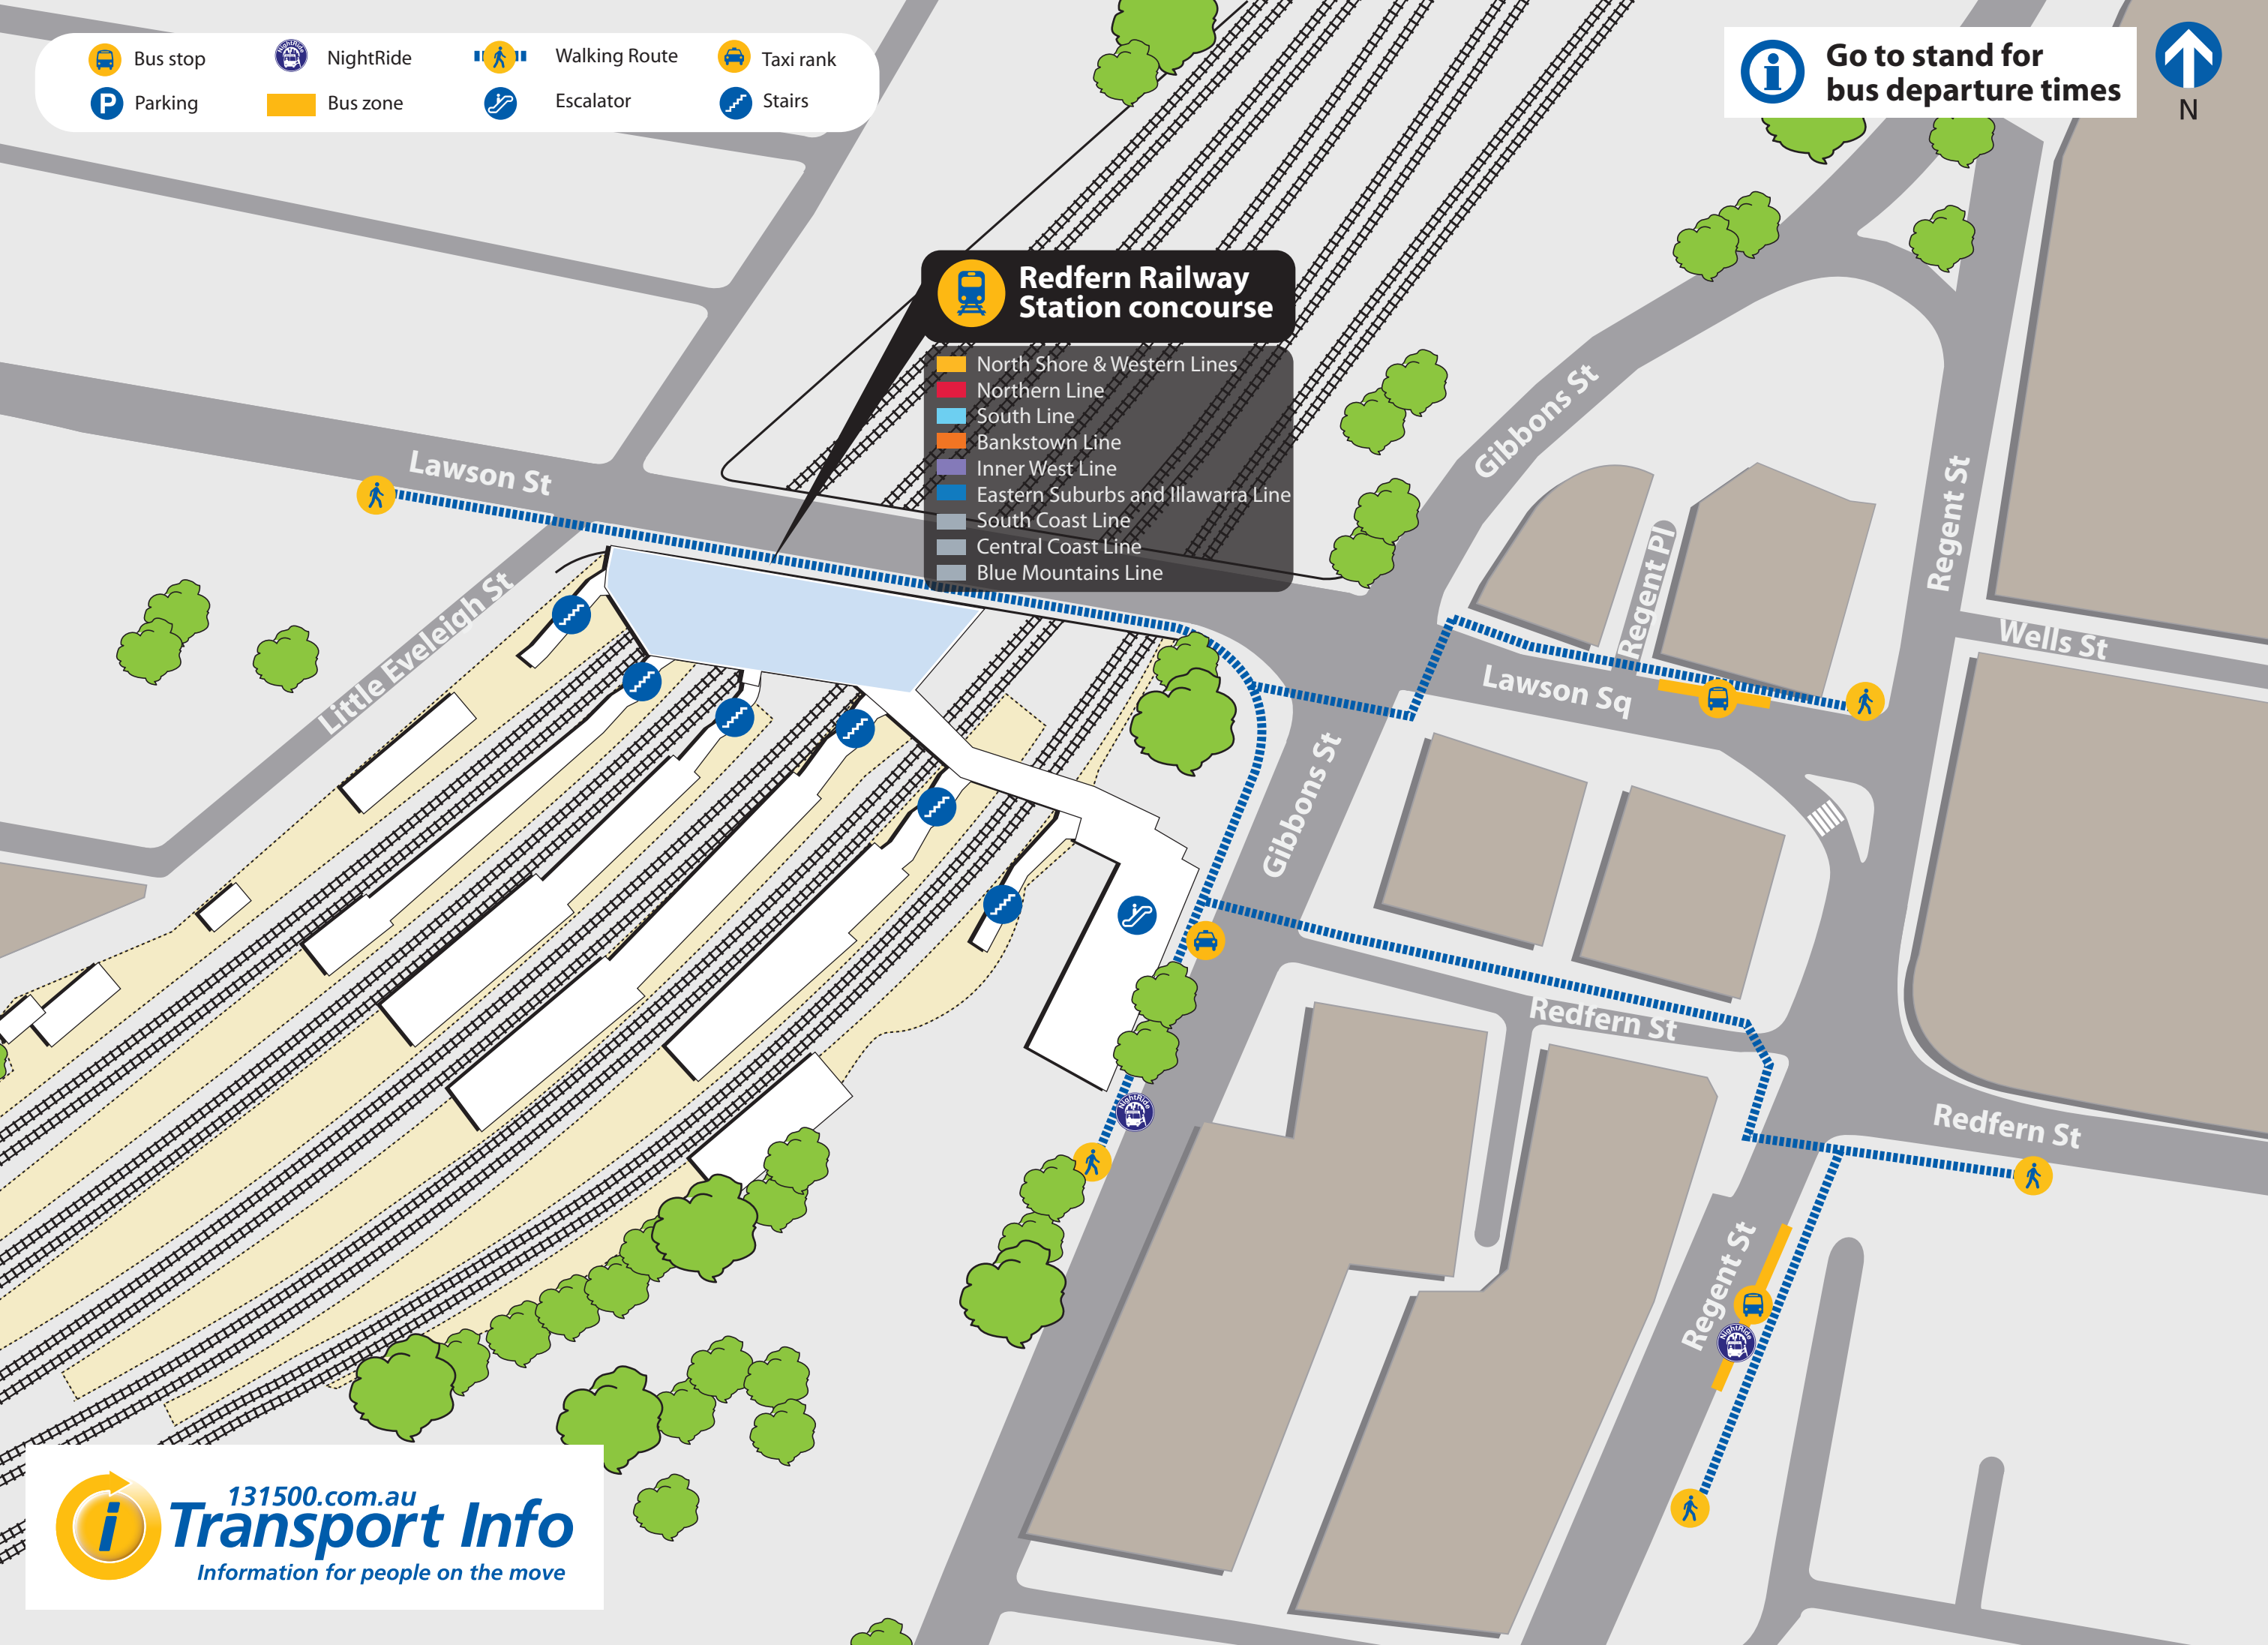 Bus stop
NightRide
Walking Route
Taxi rank
P
Parking
Bus zone
Escalator
Stairs
i
Go to stand for
bus departure times
N
Redfern Railway
Station concourse
North Shore & Western Lines
Northern Line
South Line
Bankstown Line
Inner West Line
Eastern Suburbs and Illawarra Line
South Coast Line
Central Coast Line
Blue Mountains Line
Lawson St
Little Eveleigh St
Gibbons St
Regent Pl
Regent St
Wells St
Lawson Sq
Gibbons St
Redfern St
NightRide
Redfern St
Regent St
NightRide
i
131500.com.au
Transport Info
Information for people on the move